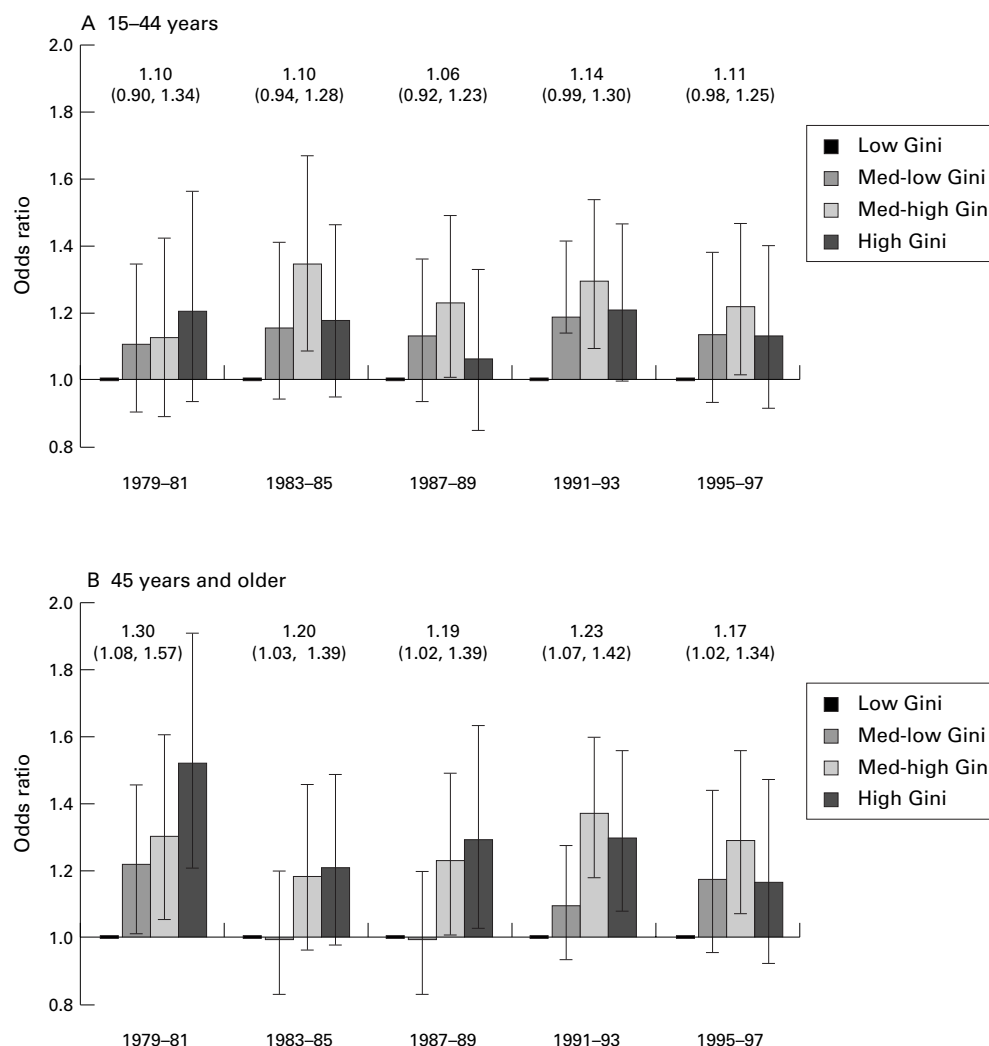 A 15–44 years
2.0
1.8
1.6
1.4
1.2
1.0
0.8
Odds ratio
1.10
(0.90, 1.34)
1.10
(0.94, 1.28)
1.06
(0.92, 1.23)
1.14
(0.99, 1.30)
1.11
(0.98, 1.25)
Low Gini
Med-low Gini
Med-high Gin
High Gini
1979–81 1983–85 1987–89 1991–93 1995–97
B 45 years and older
2.0
1.8
1.6
1.4
1.2
1.0
0.8
Odds ratio
1.30
(1.08, 1.57)
1.20
(1.03, 1.39)
1.19
(1.02, 1.39)
1.23
(1.07, 1.42)
1.17
(1.02, 1.34)
Low Gini
Med-low Gini
Med-high Gin
High Gini
1979–81 1983–85 1987–89 1991–93 1995–97